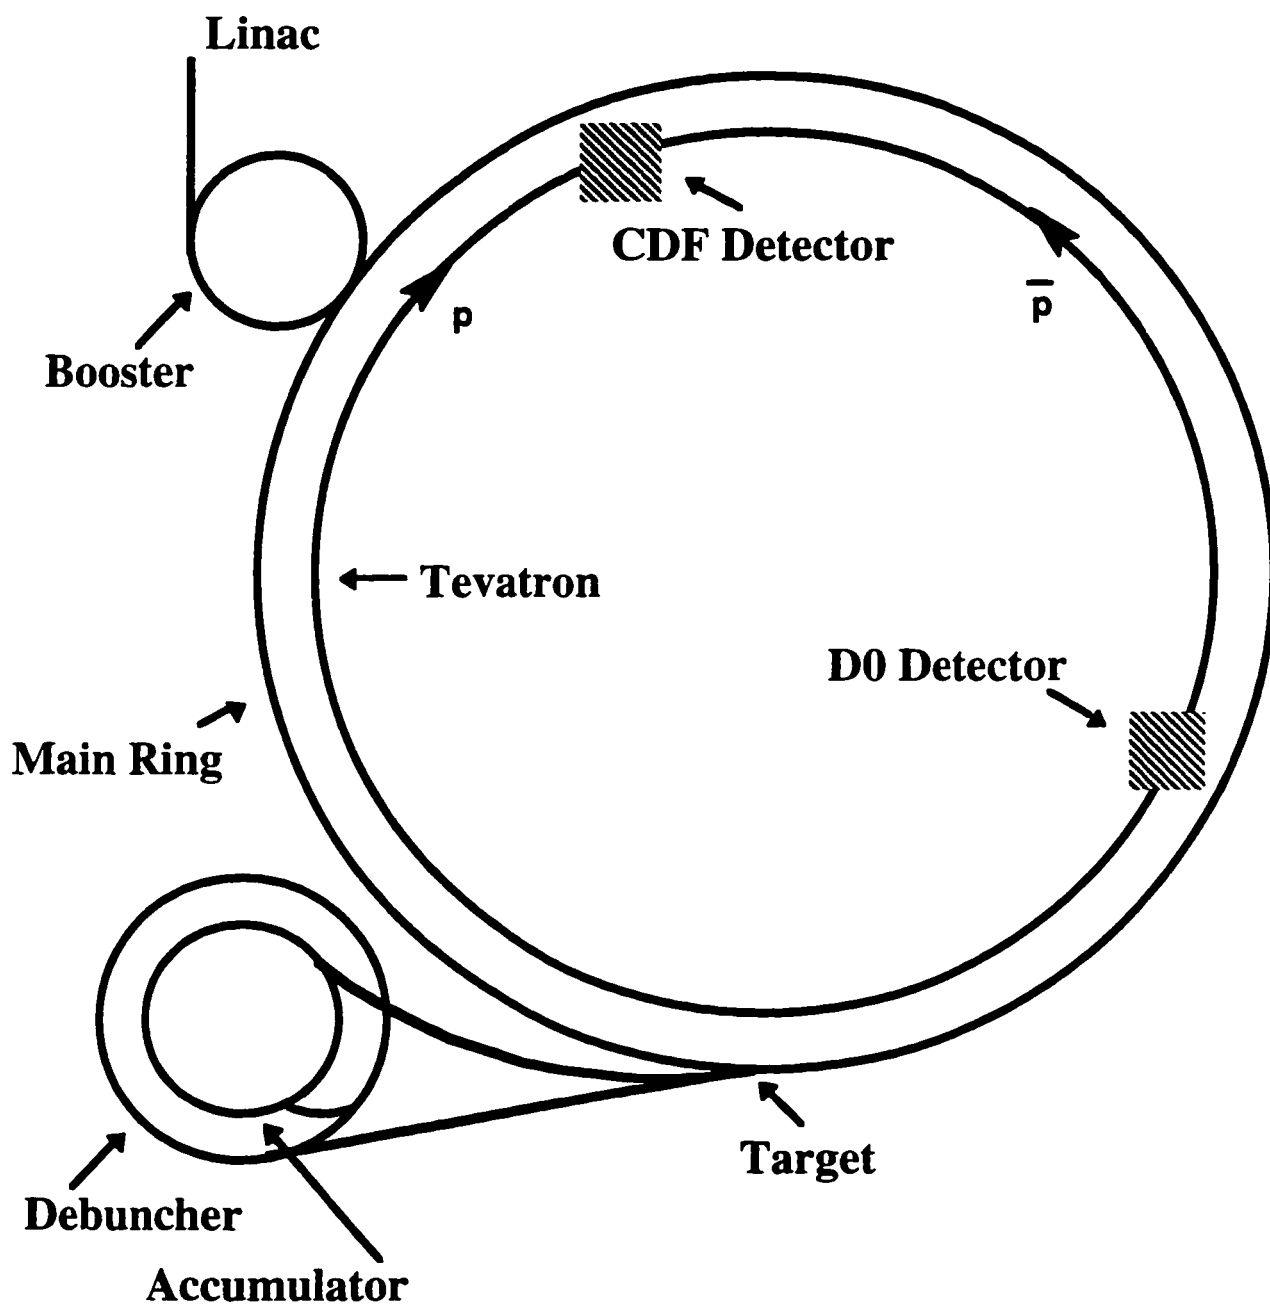 Linac
CDF Detector
p
p̅
Booster
Tevatron
D0 Detector
Main Ring
Target
Debuncher
Accumulator